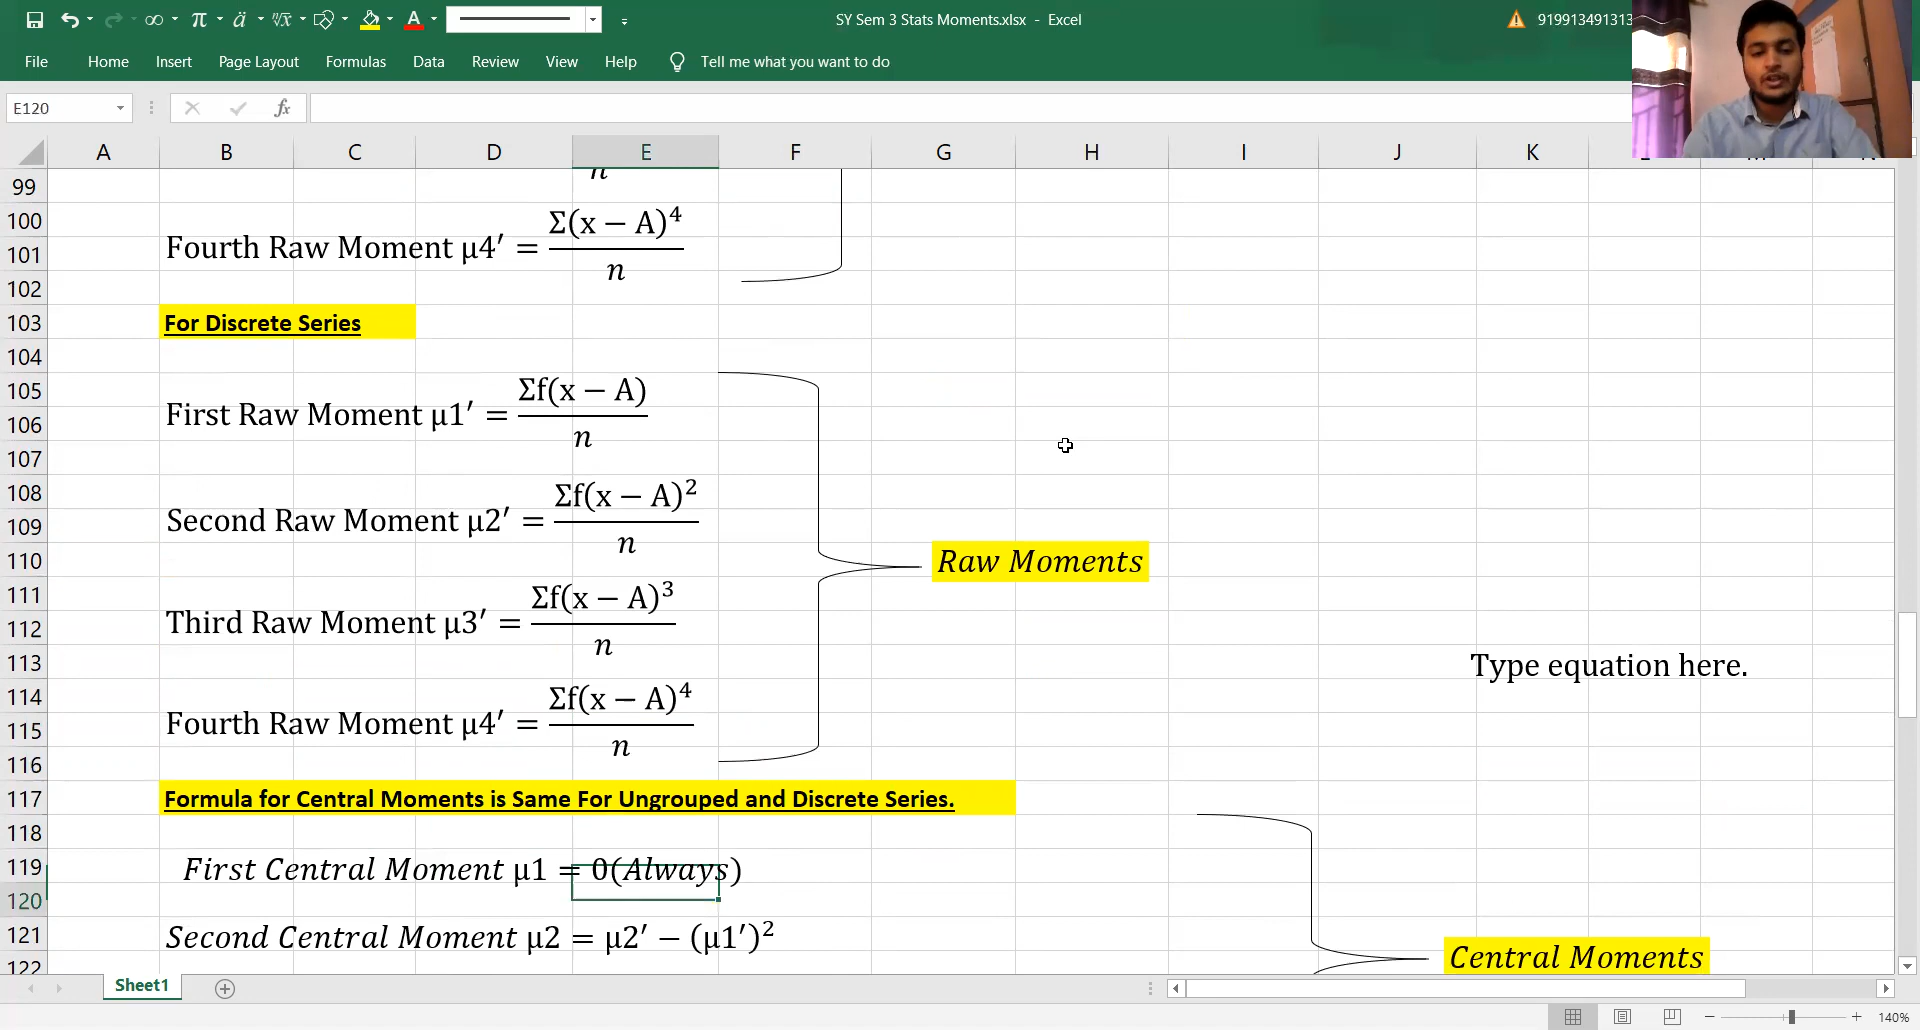 SY Sem 3 Stats Moments.xlsx - Excel
919913491313
File Home Insert Page Layout Formulas Data Review View Help Tell me what you want to do
E120
fx
A B C D E F G H I J K
99
100
101
102
103
104
105
106
107
108
109
110
111
112
113
114
115
116
117
118
119
120
121
122
n
Fourth Raw Moment μ4′ = Σ(x − A)⁴ / n
For Discrete Series
First Raw Moment μ1′ = Σf(x − A) / n
Second Raw Moment μ2′ = Σf(x − A)² / n
Raw Moments
Third Raw Moment μ3′ = Σf(x − A)³ / n
Type equation here.
Fourth Raw Moment μ4′ = Σf(x − A)⁴ / n
Formula for Central Moments is Same For Ungrouped and Discrete Series.
First Central Moment μ1 = 0(Always)
Second Central Moment μ2 = μ2′ − (μ1′)²
Central Moments
Sheet1
140%